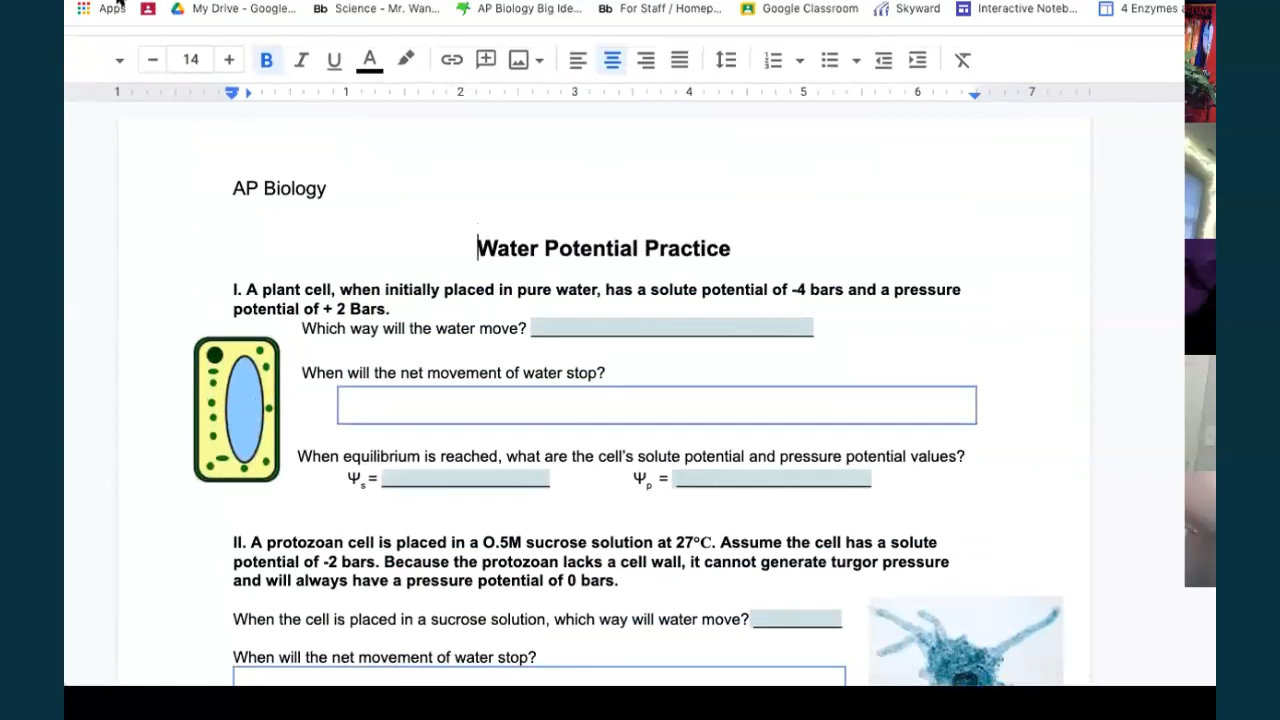 Apps My Drive - Google... Bb Science - Mr. Wan... AP Biology Big Ide... Bb For Staff / Homep... Google Classroom Skyward Interactive Noteb... 4 Enzymes
14 B I U A
1 1 2 3 4 5 6 7
AP Biology
Water Potential Practice
I. A plant cell, when initially placed in pure water, has a solute potential of -4 bars and a pressure
potential of + 2 Bars.
Which way will the water move?
When will the net movement of water stop?
When equilibrium is reached, what are the cell's solute potential and pressure potential values?
Ψs = Ψp =
II. A protozoan cell is placed in a O.5M sucrose solution at 27°C. Assume the cell has a solute
potential of -2 bars. Because the protozoan lacks a cell wall, it cannot generate turgor pressure
and will always have a pressure potential of 0 bars.
When the cell is placed in a sucrose solution, which way will water move?
When will the net movement of water stop?